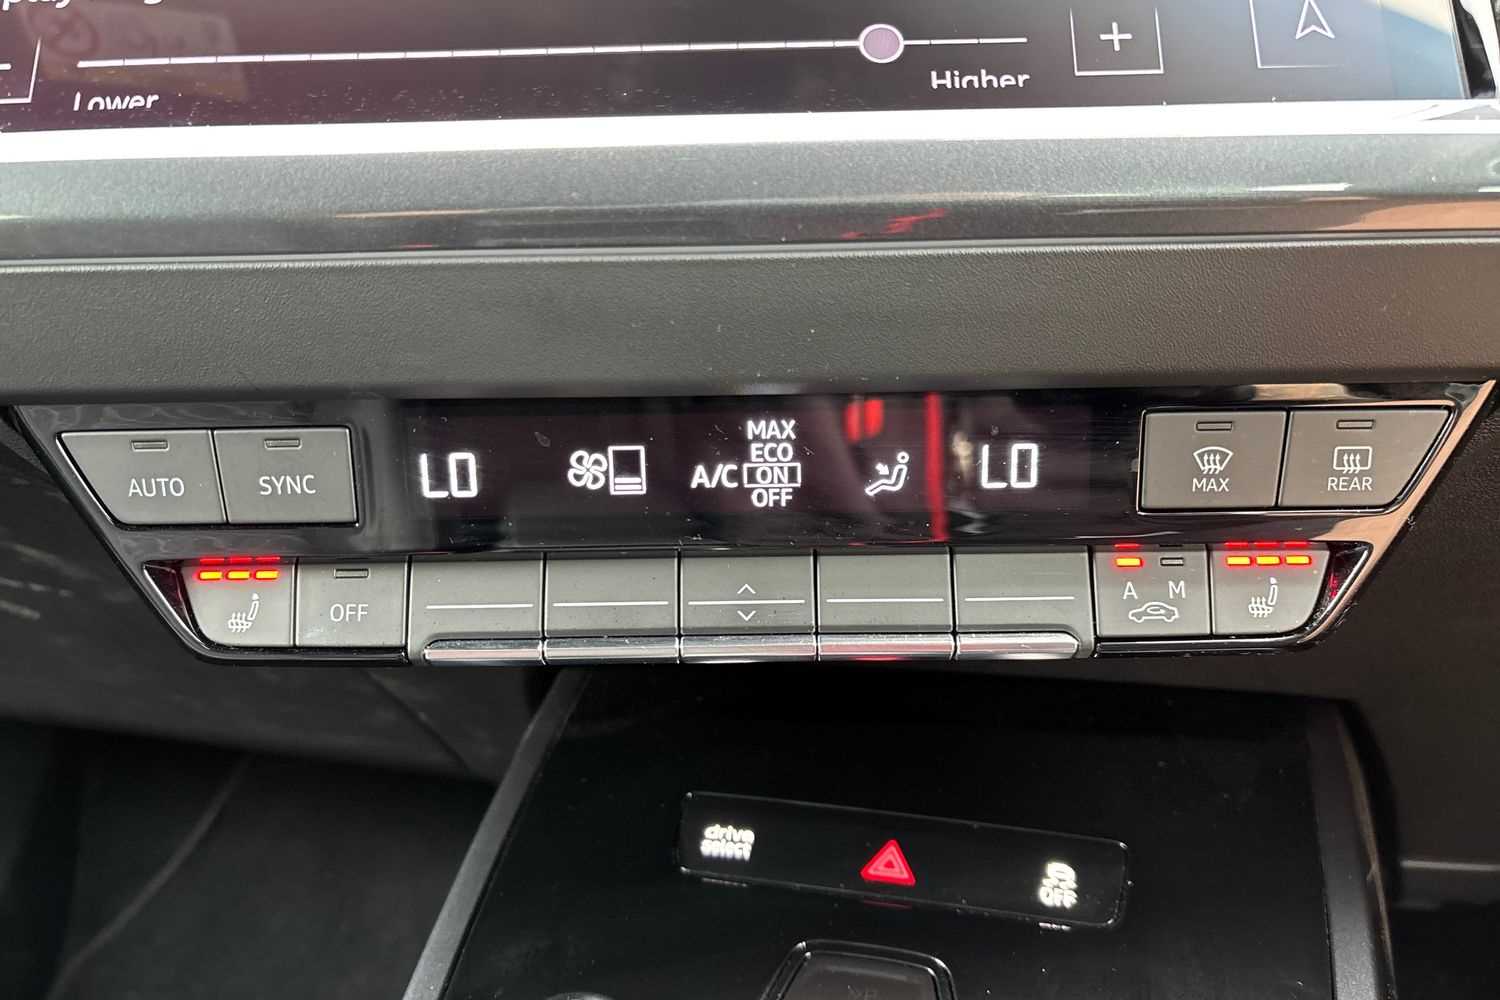 Lower
Higher
+
AUTO
SYNC
LO
A/C
MAX
ECO
ON
OFF
LO
MAX
REAR
OFF
A M
drive
select
OFF